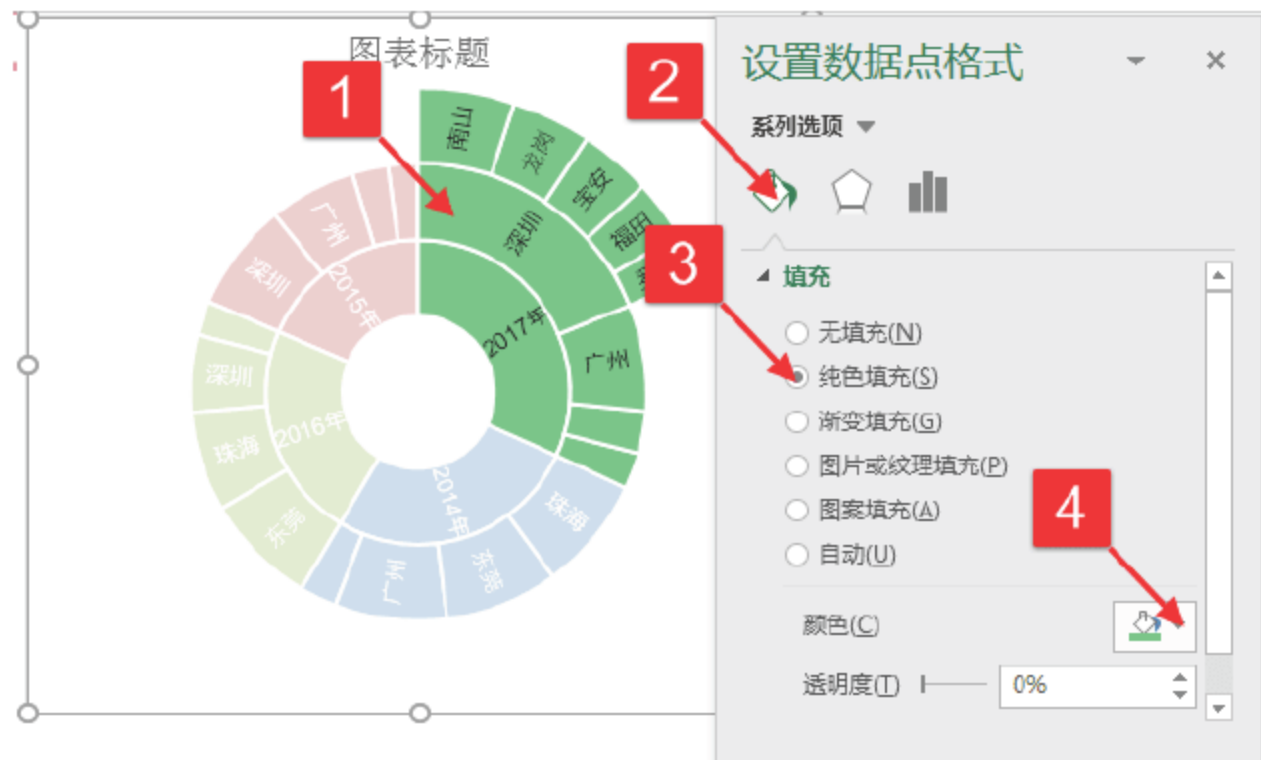 图表标题
1
南山
龙岗
宝安
福田
深圳
2017年
广州
珠海
东莞
广州
2014年
东莞
珠海
深圳
2016年
深圳
广州
2015年
2
3
4
设置数据点格式
系列选项
填充
无填充(N)
纯色填充(S)
渐变填充(G)
图片或纹理填充(P)
图案填充(A)
自动(U)
颜色(C)
透明度(T)
0%